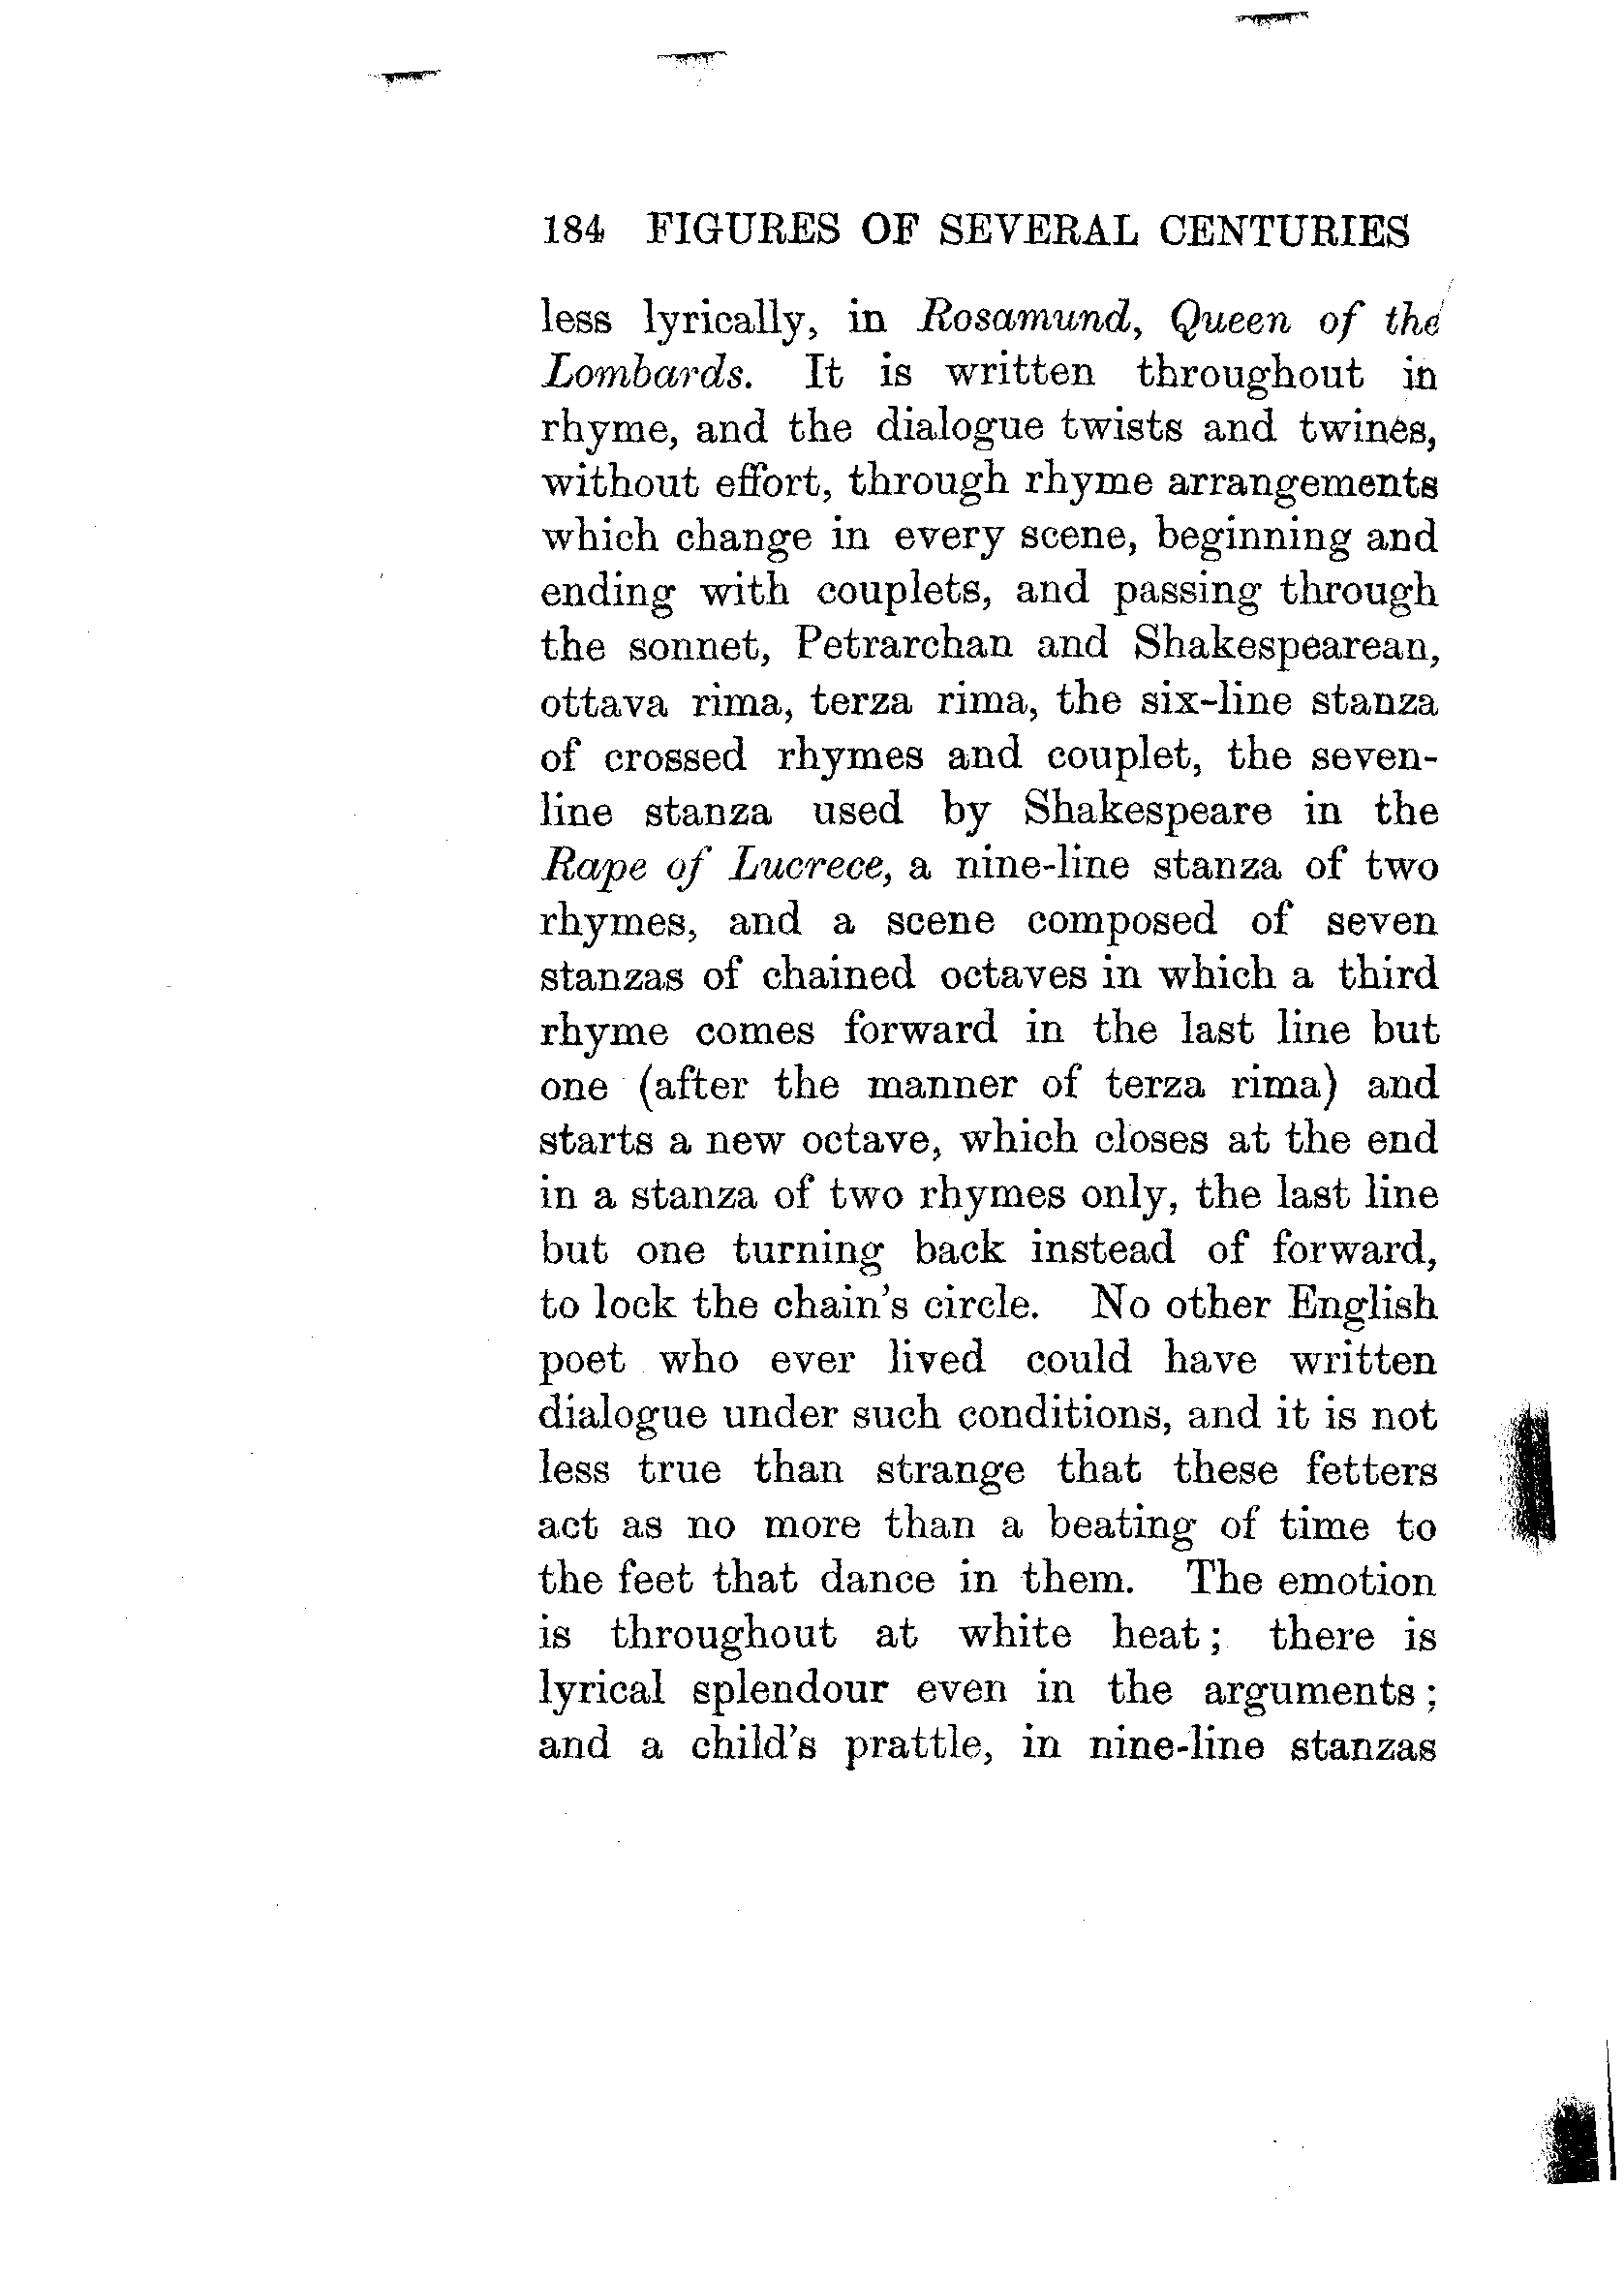 184 FIGURES OF SEVERAL CENTURIES
less lyrically, in Rosamund, Queen of the
Lombards. It is written throughout in
rhyme, and the dialogue twists and twines,
without effort, through rhyme arrangements
which change in every scene, beginning and
ending with couplets, and passing through
the sonnet, Petrarchan and Shakespearean,
ottava rima, terza rima, the six-line stanza
of crossed rhymes and couplet, the seven-
line stanza used by Shakespeare in the
Rape of Lucrece, a nine-line stanza of two
rhymes, and a scene composed of seven
stanzas of chained octaves in which a third
rhyme comes forward in the last line but
one (after the manner of terza rima) and
starts a new octave, which closes at the end
in a stanza of two rhymes only, the last line
but one turning back instead of forward,
to lock the chain's circle. No other English
poet who ever lived could have written
dialogue under such conditions, and it is not
less true than strange that these fetters
act as no more than a beating of time to
the feet that dance in them. The emotion
is throughout at white heat; there is
lyrical splendour even in the arguments;
and a child's prattle, in nine-line stanzas